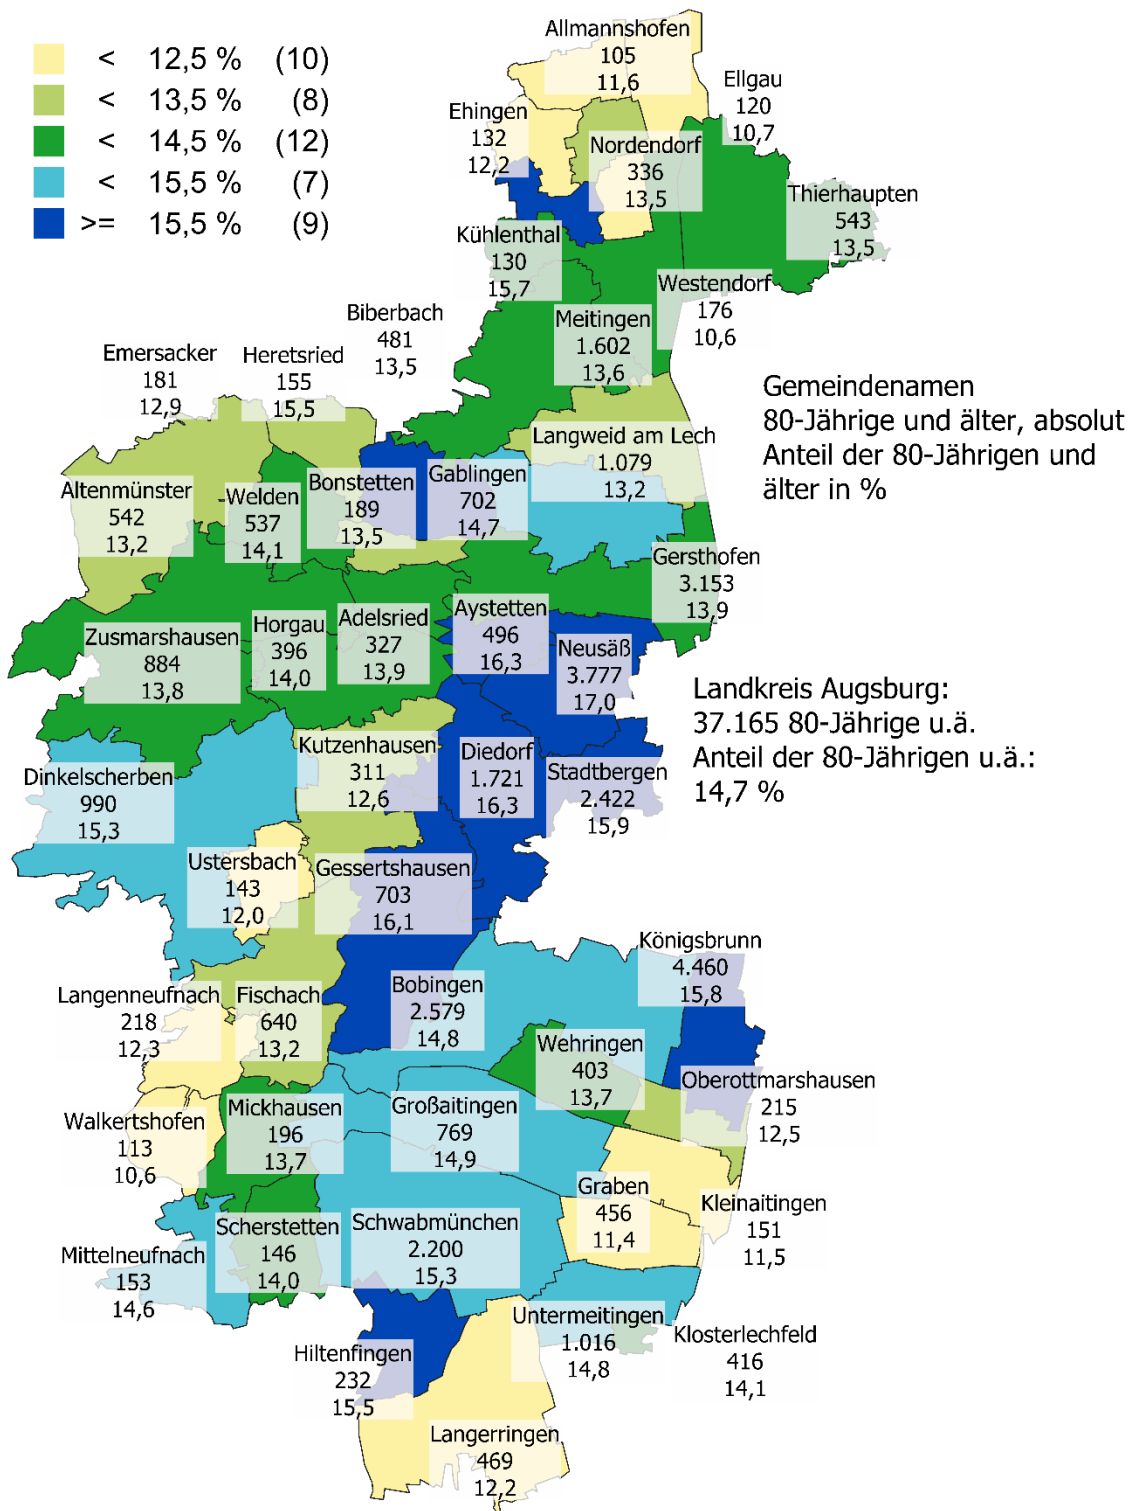 < 12,5 % (10)
< 13,5 % (8)
< 14,5 % (12)
< 15,5 % (7)
>= 15,5 % (9)
Allmannshofen
105
11,6
Ellgau
120
10,7
Ehingen
132
12,2
Nordendorf
336
13,5
Thierhaupten
543
13,5
Kühlenthal
130
15,7
Westendorf
176
10,6
Biberbach
481
13,5
Meitingen
1.602
13,6
Emersacker
181
12,9
Heretsried
155
15,5
Gemeindenamen
80-Jährige und älter, absolut
Anteil der 80-Jährigen und
älter in %
Langweid am Lech
1.079
13,2
Altenmünster
542
13,2
Welden
537
14,1
Bonstetten
189
13,5
Gablingen
702
14,7
Gersthofen
3.153
13,9
Zusmarshausen
884
13,8
Horgau
396
14,0
Adelsried
327
13,9
Aystetten
496
16,3
Neusäß
3.777
17,0
Landkreis Augsburg:
37.165 80-Jährige u.ä.
Anteil der 80-Jährigen u.ä.:
14,7 %
Dinkelscherben
990
15,3
Kutzenhausen
311
12,6
Diedorf
1.721
16,3
Stadtbergen
2.422
15,9
Ustersbach
143
12,0
Gessertshausen
703
16,1
Königsbrunn
4.460
15,8
Langenneufnach
218
12,3
Fischach
640
13,2
Bobingen
2.579
14,8
Wehringen
403
13,7
Oberottmarshausen
215
12,5
Walkertshofen
113
10,6
Mickhausen
196
13,7
Großaitingen
769
14,9
Graben
456
11,4
Kleinaitingen
151
11,5
Mittelneufnach
153
14,6
Scherstetten
146
14,0
Schwabmünchen
2.200
15,3
Untermeitingen
1.016
14,8
Klosterlechfeld
416
14,1
Hiltenfingen
232
15,5
Langerringen
469
12,2